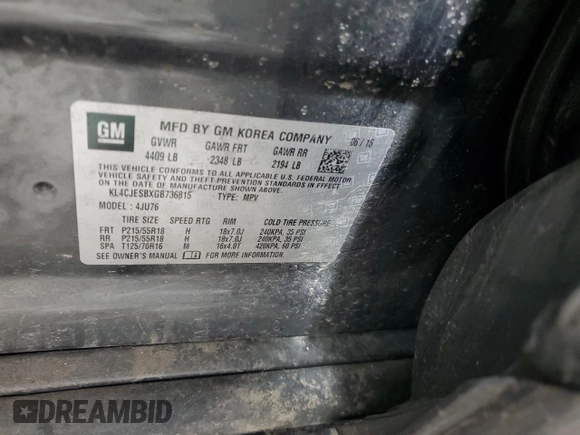 GM
MFD BY GM KOREA COMPANY 06 / 16
GVWR GAWR FRT GAWR RR
4409 LB 2348 LB 2194 LB
THIS VEHICLE CONFORMS TO ALL APPLICABLE U.S. FEDERAL MOTOR
VEHICLE SAFETY AND THEFT-PREVENTION STANDARDS IN EFFECT
ON THE DATE OF MANUFACTURE SHOWN ABOVE.
KL4CJESBXGB736815 TYPE: MPV
MODEL : 4JU76
TIRE SIZE SPEED RTG RIM COLD TIRE PRESSURE
FRT P215/55R18 H 18x7.0J 240KPA, 35 PSI
RR P215/55R18 H 18x7.0J 240KPA, 35 PSI
SPA T125/70R16 M 16x4.0T 420KPA, 60 PSI
SEE OWNER'S MANUAL FOR MORE INFORMATION.
DREAMBID